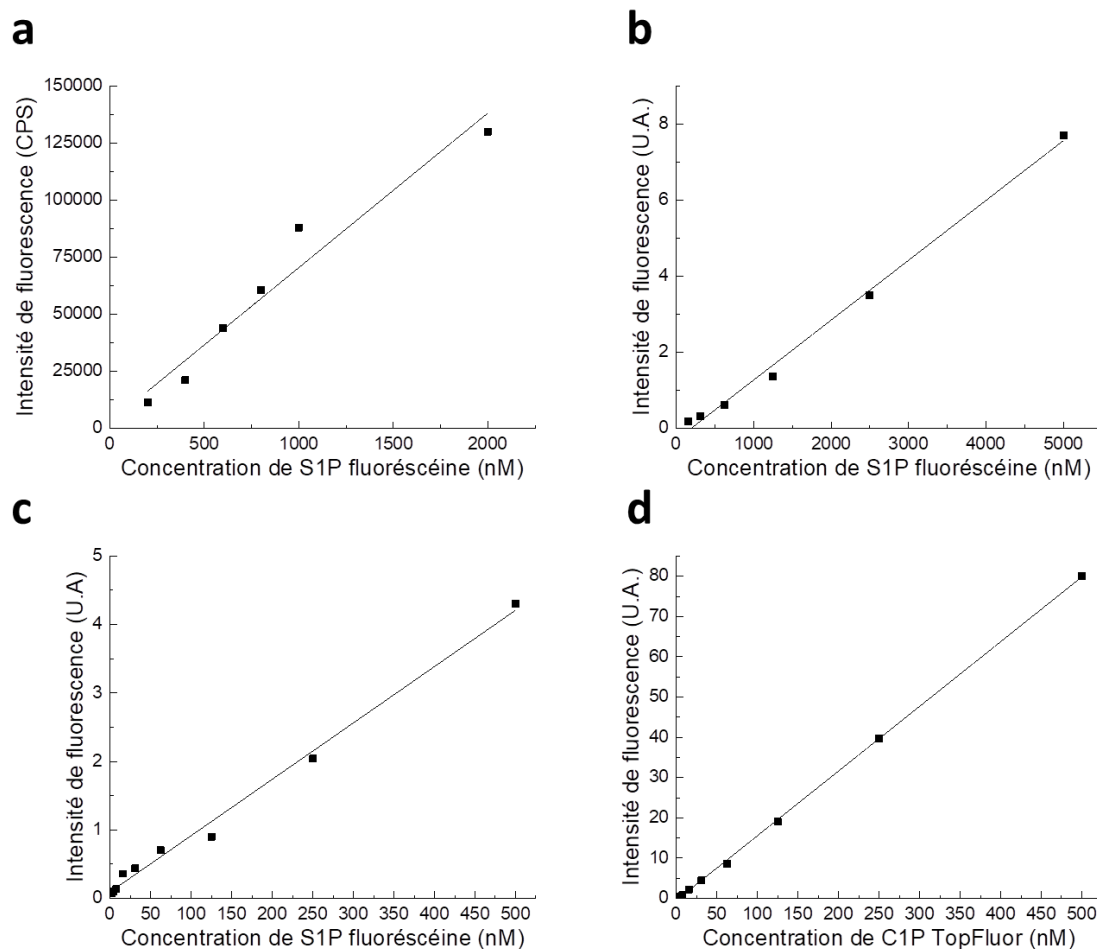 a
Intensité de fluorescence (CPS)
150000
125000
100000
75000
50000
25000
0
0 500 1000 1500 2000
Concentration de S1P fluoréscéine (nM)
b
Intensité de fluorescence (U.A.)
8
6
4
2
0
0 1000 2000 3000 4000 5000
Concentration de S1P fluoréscéine (nM)
c
Intensité de fluorescence (U.A)
5
4
3
2
1
0
0 50 100 150 200 250 300 350 400 450 500
Concentration de S1P fluoréscéine (nM)
d
Intensité de fluorescence (U.A.)
80
70
60
50
40
30
20
10
0
0 50 100 150 200 250 300 350 400 450 500
Concentration de C1P TopFluor (nM)